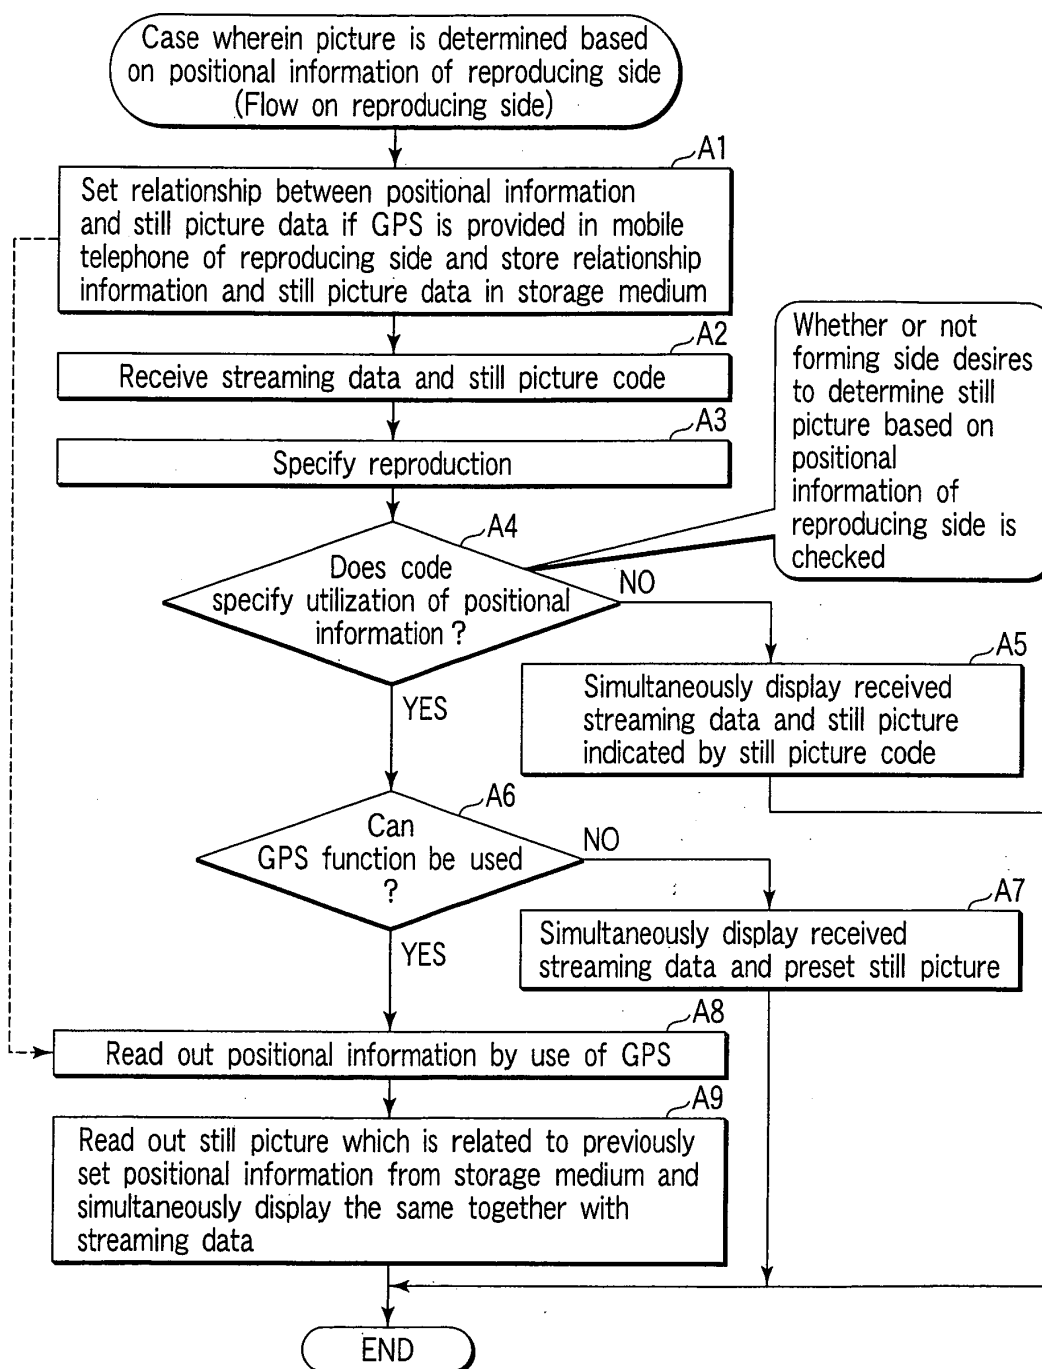 Case wherein picture is determined based
on positional information of reproducing side
(Flow on reproducing side)
A1
Set relationship between positional information
and still picture data if GPS is provided in mobile
telephone of reproducing side and store relationship
information and still picture data in storage medium
A2
Receive streaming data and still picture code
A3
Specify reproduction
Whether or not
forming side desires
to determine still
picture based on
positional
information of
reproducing side is
checked
A4
Does code
specify utilization of positional
information ?
NO
YES
A5
Simultaneously display received
streaming data and still picture
indicated by still picture code
A6
Can
GPS function be used
?
NO
YES
A7
Simultaneously display received
streaming data and preset still picture
A8
Read out positional information by use of GPS
A9
Read out still picture which is related to previously
set positional information from storage medium and
simultaneously display the same together with
streaming data
END